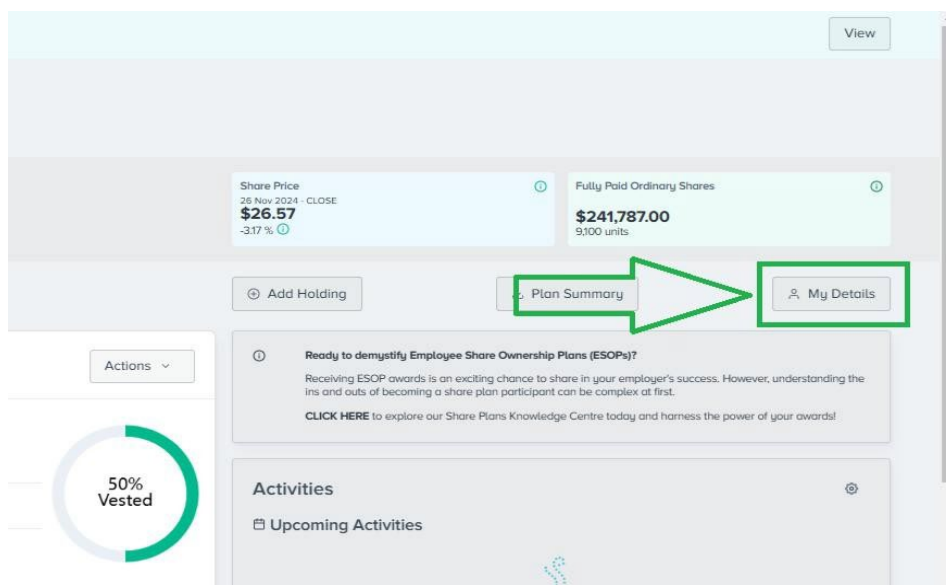 View
Share Price
26 Nov 2024 - CLOSE
$26.57
-3.17 %
Fully Paid Ordinary Shares
$241,787.00
9,100 units
Add Holding
Plan Summary
My Details
Actions
Ready to demystify Employee Share Ownership Plans (ESOPs)?
Receiving ESOP awards is an exciting chance to share in your employer's success. However, understanding the
ins and outs of becoming a share plan participant can be complex at first.
CLICK HERE to explore our Share Plans Knowledge Centre today and harness the power of your awards!
50%
Vested
Activities
Upcoming Activities